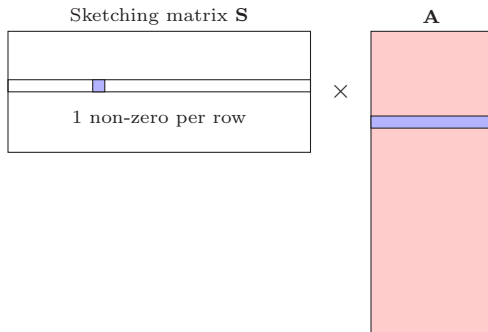 Sketching matrix S
A
×
1 non-zero per row